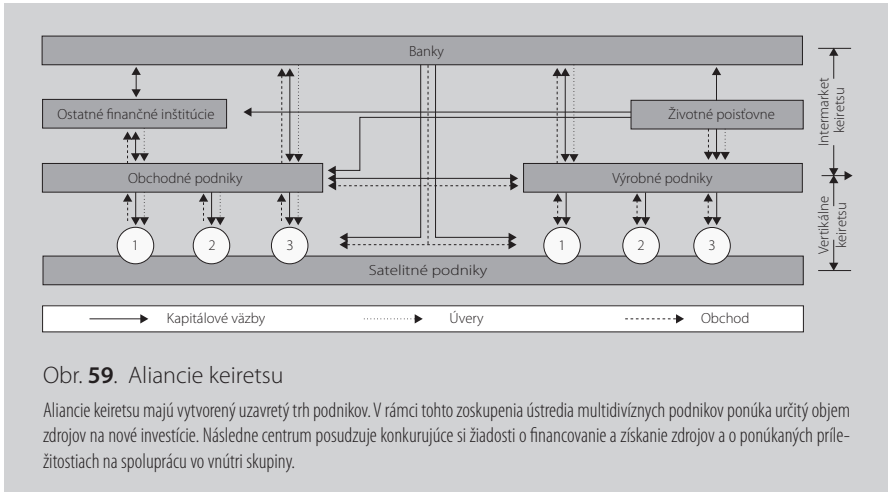 Banky
Ostatné finančné inštitúcie
Životné poisťovne
Obchodné podniky
Výrobné podniky
Intermarket
keiretsu
Vertikálne
keiretsu
1
2
3
1
2
3
Satelitné podniky
Kapitálové väzby
Úvery
Obchod
Obr. 59. Aliancie keiretsu
Aliancie keiretsu majú vytvorený uzavretý trh podnikov. V rámci tohto zoskupenia ústredia multidivíznych podnikov ponúka určitý objem
zdrojov na nové investície. Následne centrum posudzuje konkurujúce si žiadosti o financovanie a získanie zdrojov a o ponúkaných príle-
žitostiach na spoluprácu vo vnútri skupiny.